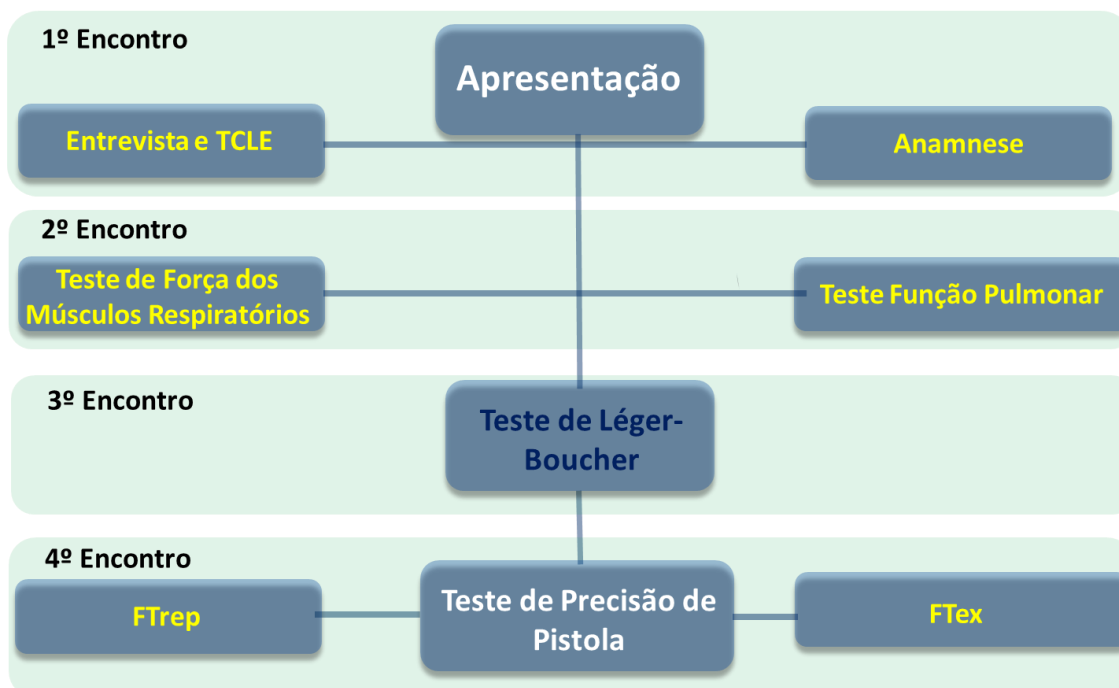 1º Encontro
Apresentação
Entrevista e TCLE
Anamnese
2º Encontro
Teste de Força dos
Músculos Respiratórios
Teste Função Pulmonar
3º Encontro
Teste de Léger-
Boucher
4º Encontro
FTrep
Teste de Precisão de
Pistola
FTex